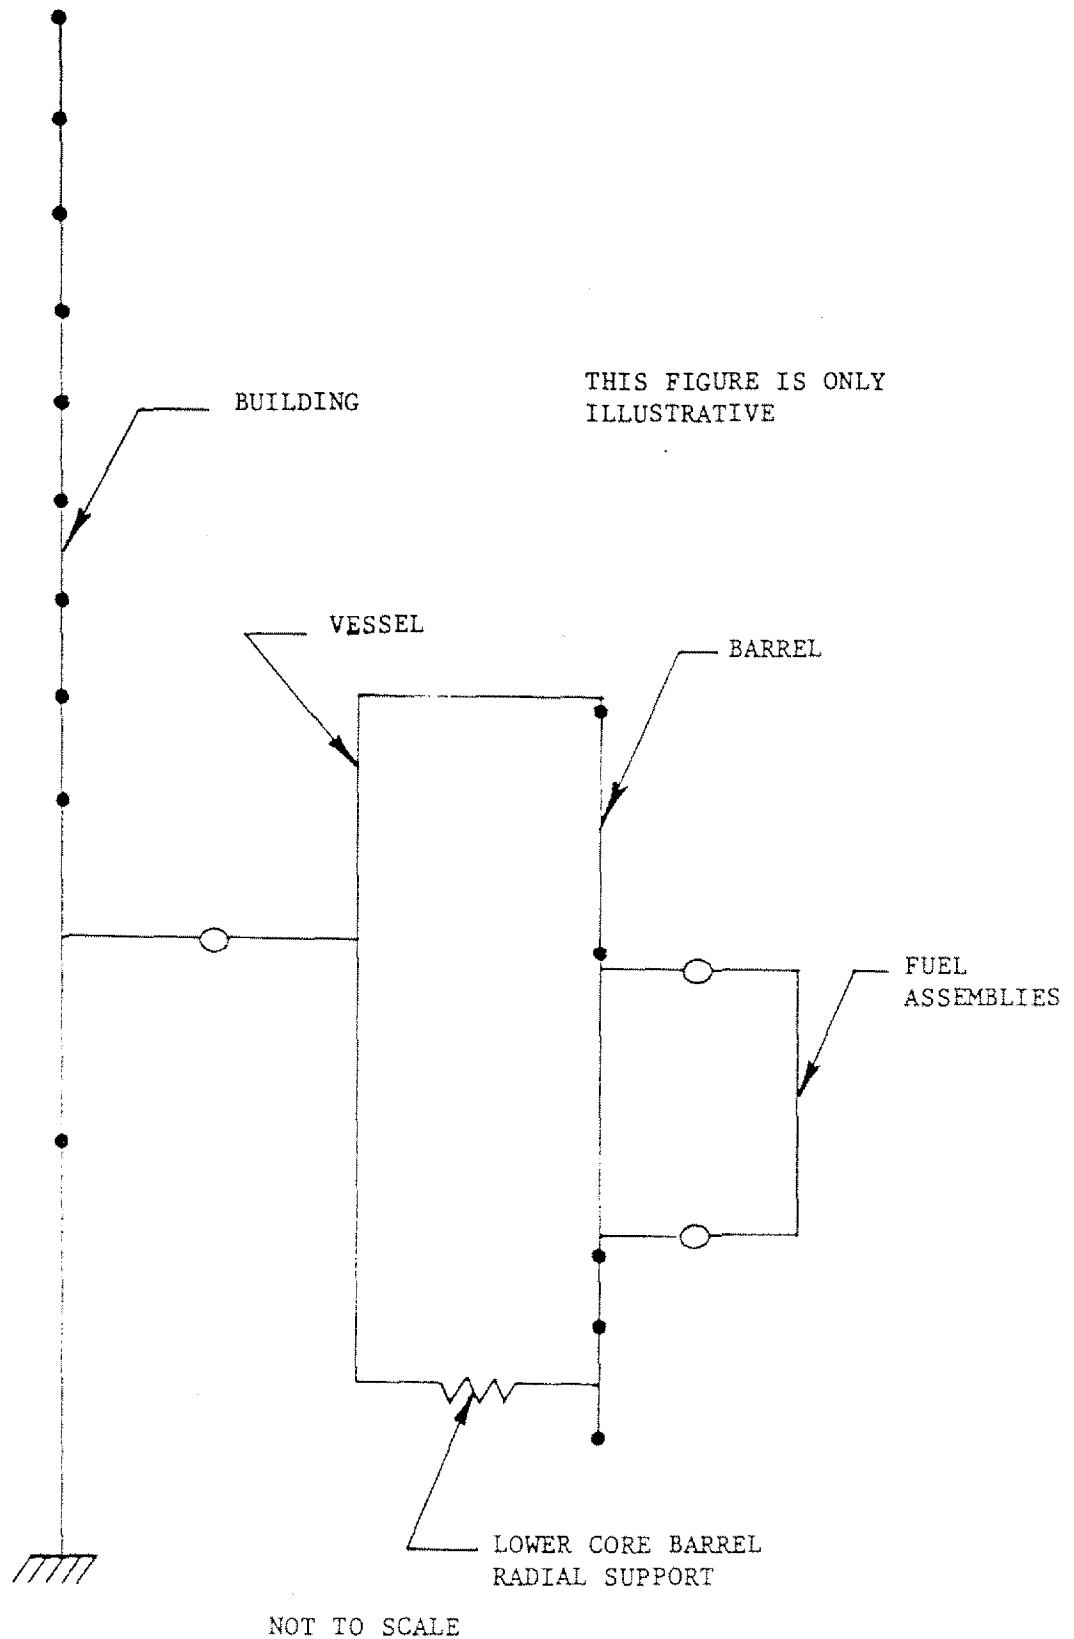 THIS FIGURE IS ONLY
ILLUSTRATIVE
BUILDING
VESSEL
BARREL
FUEL
ASSEMBLIES
LOWER CORE BARREL
RADIAL SUPPORT
NOT TO SCALE